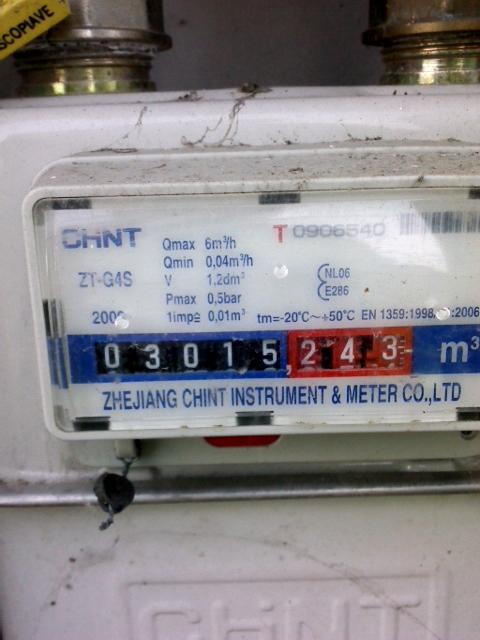 SCOPIAVE
CHNT
T 0906540
ZT-G4S
Qmax 6m³/h
Qmin 0,04m³/h
V 1.2dm³
Pmax 0,5bar
1imp≙ 0,01m³
NL06
E286
tm=-20°C~+50°C EN 1359:1998 :2006
03015,243 m³
ZHEJIANG CHINT INSTRUMENT & METER CO.,LTD
CHNT